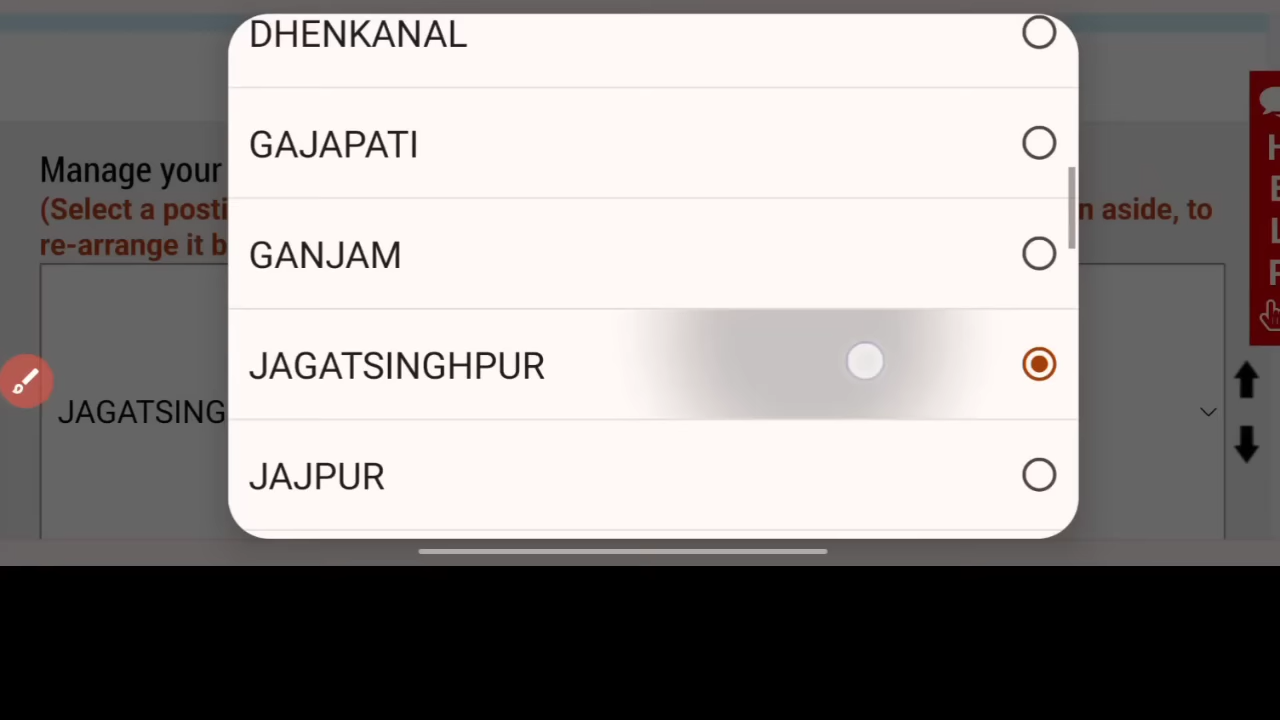 DHENKANAL
GAJAPATI
Manage your
(Select a posti
n aside, to
re-arrange it b
GANJAM
JAGATSINGHPUR
JAGATSING
JAJPUR
H
E
L
P